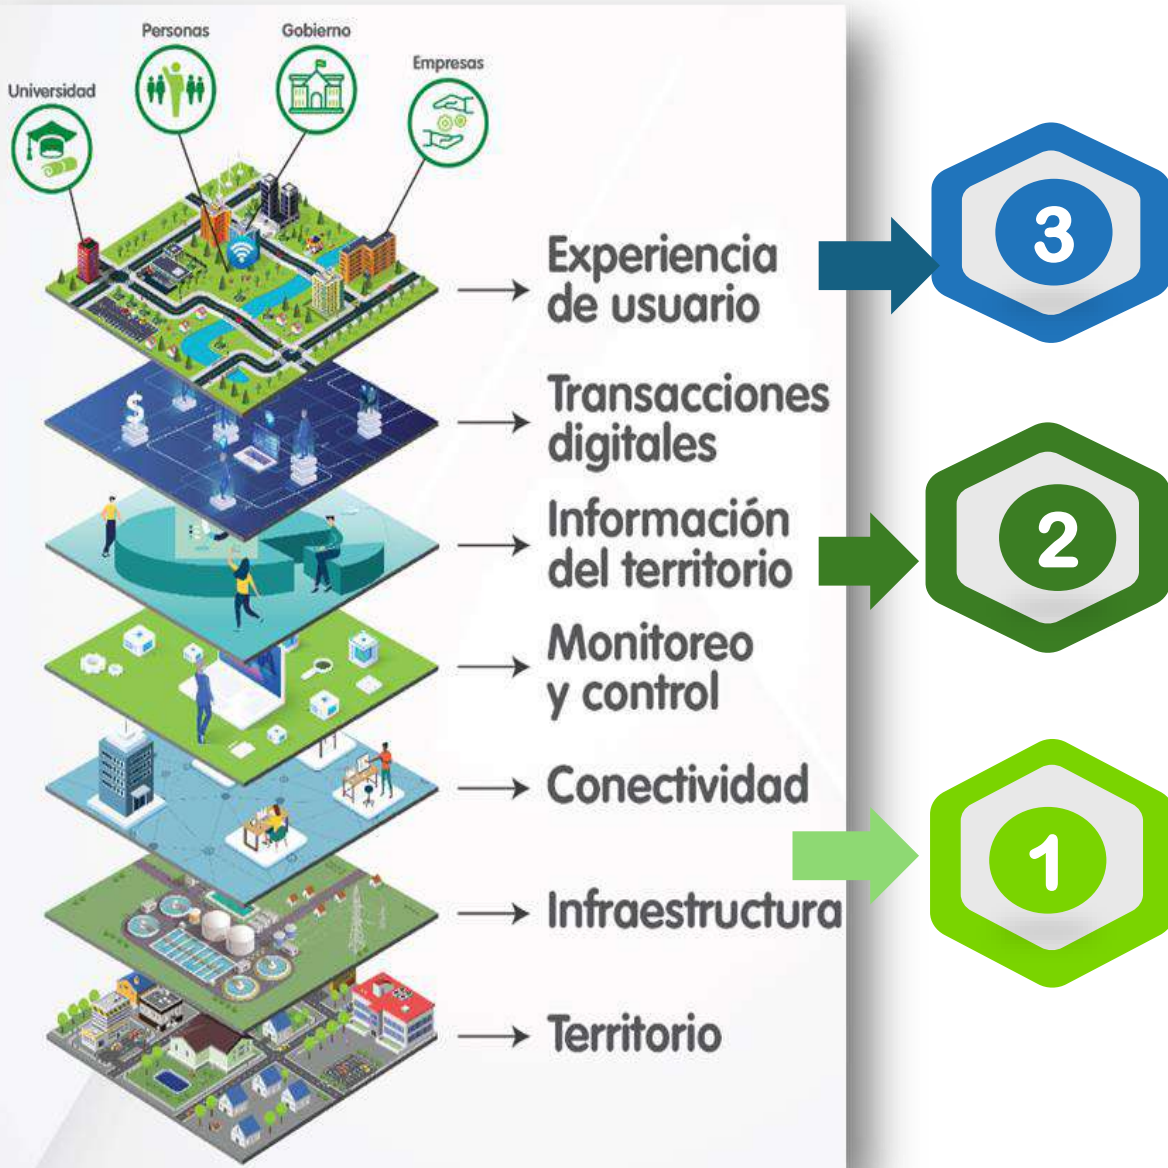 Personas
Gobierno
Empresas
Universidad
Experiencia
de usuario
3
Transacciones
digitales
Información
del territorio
2
Monitoreo
y control
Conectividad
1
Infraestructura
Territorio
$